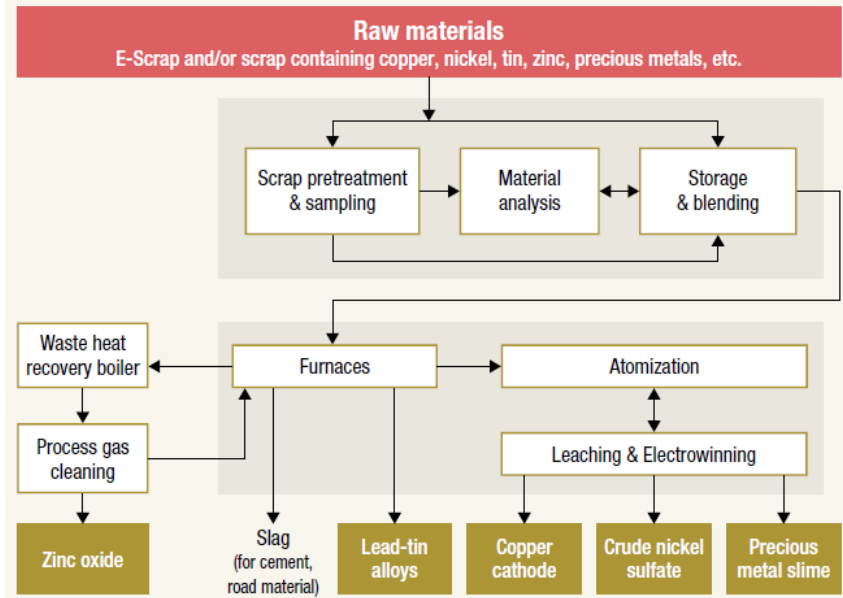 Raw materials
E-Scrap and/or scrap containing copper, nickel, tin, zinc, precious metals, etc.
Scrap pretreatment
& sampling
Material
analysis
Storage
& blending
Waste heat
recovery boiler
Furnaces
Atomization
Process gas
cleaning
Leaching & Electrowinning
Zinc oxide
Slag
(for cement,
road material)
Lead-tin
alloys
Copper
cathode
Crude nickel
sulfate
Precious
metal slime